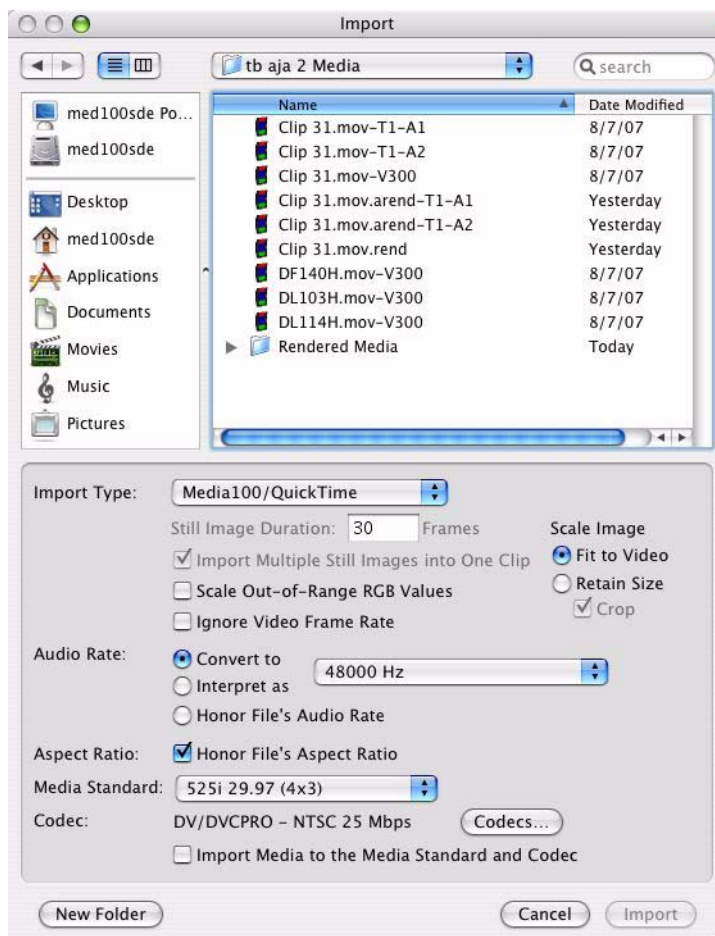 Import
tb aja 2 Media
search
med100sde Po...
med100sde
Desktop
med100sde
Applications
Documents
Movies
Music
Pictures
Name Date Modified
Clip 31.mov-T1-A1 8/7/07
Clip 31.mov-T1-A2 8/7/07
Clip 31.mov-V300 8/7/07
Clip 31.mov.arend-T1-A1 Yesterday
Clip 31.mov.arend-T1-A2 Yesterday
Clip 31.mov.rend Yesterday
DF140H.mov-V300 8/7/07
DL103H.mov-V300 8/7/07
DL114H.mov-V300 8/7/07
Rendered Media Today
Import Type: Media100/QuickTime
Still Image Duration: 30 Frames
Import Multiple Still Images into One Clip
Scale Out-of-Range RGB Values
Ignore Video Frame Rate
Scale Image
Fit to Video
Retain Size
Crop
Audio Rate: Convert to
Interpret as
48000 Hz
Honor File's Audio Rate
Aspect Ratio: Honor File's Aspect Ratio
Media Standard: 525i 29.97 (4x3)
Codec: DV/DVCPRO - NTSC 25 Mbps Codecs...
Import Media to the Media Standard and Codec
New Folder Cancel Import